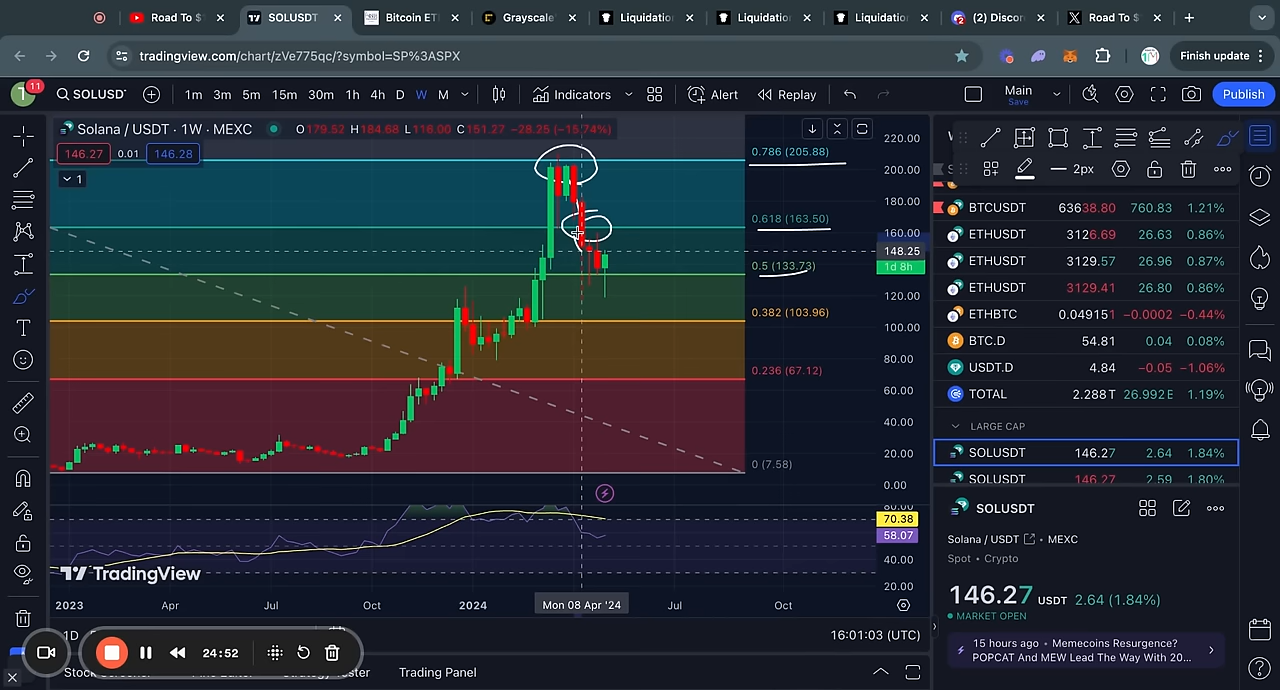 Road To $
SOLUSDT
Bitcoin ET
Grayscale
Liquidation
Liquidation
Liquidation
(2) Discor
Road To $
tradingview.com/chart/zVe775qc/?symbol=SP%3ASPX
Finish update
11
SOLUSD
1m 3m 5m 15m 30m 1h 4h D W M
Indicators
Alert
Replay
Main
Save
Publish
Solana / USDT · 1W · MEXC
O179.52 H184.68 L116.00 C151.27 −28.25 (−15.74%)
146.27 0.01 146.28
1
0.786 (205.88)
0.618 (163.50)
0.5 (133.73)
0.382 (103.96)
0.236 (67.12)
0 (7.58)
220.00
200.00
180.00
160.00
148.25
1d 8h
120.00
100.00
80.00
60.00
40.00
20.00
0.00
80.00
70.38
58.07
40.00
20.00
TradingView
2023 Apr Jul Oct 2024 Mon 08 Apr '24 Jul Oct
1D
16:01:03 (UTC)
24:52
Trading Panel
2px
BTCUSDT 63638.80 760.83 1.21%
ETHUSDT 3126.69 26.63 0.86%
ETHUSDT 3129.57 26.96 0.87%
ETHUSDT 3129.41 26.80 0.86%
ETHBTC 0.049151 −0.0002 −0.44%
BTC.D 54.81 0.04 0.08%
USDT.D 4.84 −0.05 −1.06%
TOTAL 2.288T 26.992E 1.19%
LARGE CAP
SOLUSDT 146.27 2.64 1.84%
SOLUSDT 146.27 2.59 1.80%
SOLUSDT
Solana / USDT • MEXC
Spot • Crypto
146.27 USDT 2.64 (1.84%)
MARKET OPEN
15 hours ago • Memecoins Resurgence?
POPCAT And MEW Lead The Way With 20...